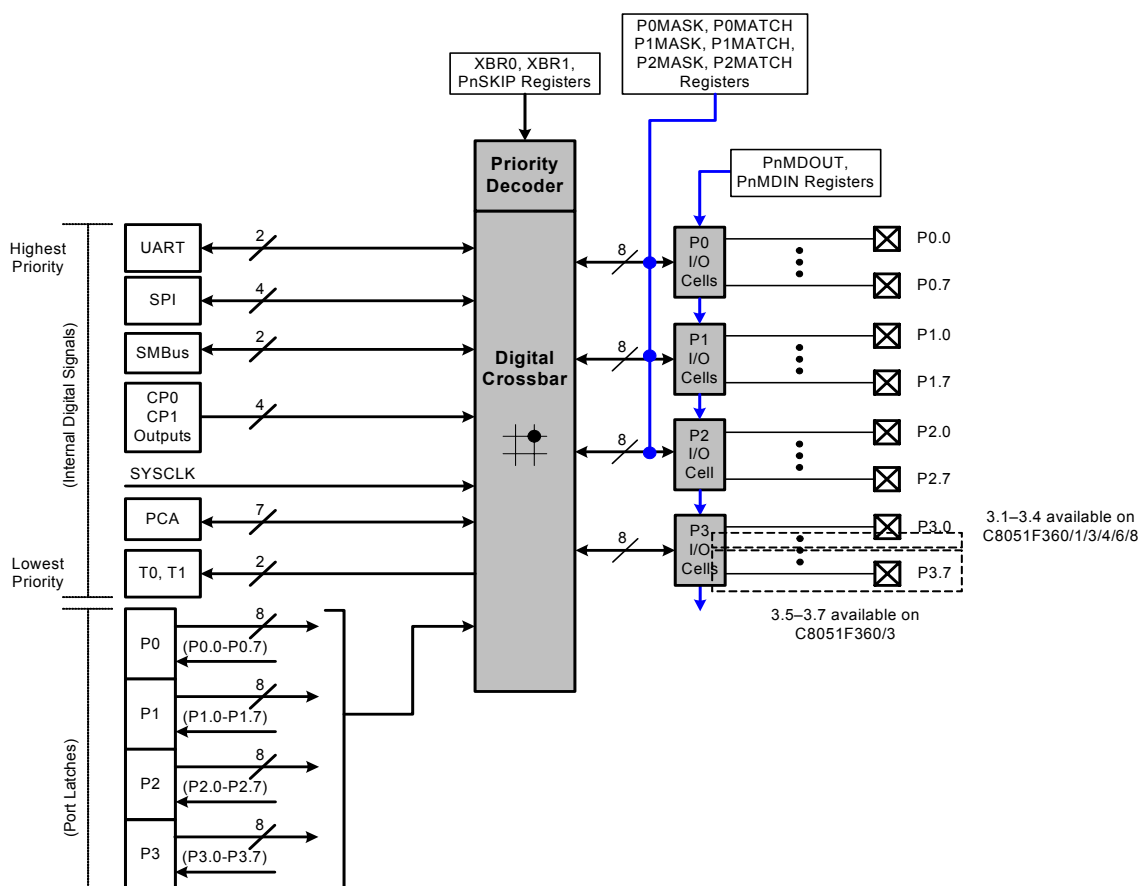 P0MASK, P0MATCH
P1MASK, P1MATCH,
P2MASK, P2MATCH
Registers
XBR0, XBR1,
PnSKIP Registers
PnMDOUT,
PnMDIN Registers
Priority
Decoder
Digital
Crossbar
Highest
Priority
(Internal Digital Signals)
Lowest
Priority
(Port Latches)
UART
2
SPI
4
SMBus
2
CP0
CP1
Outputs
4
SYSCLK
PCA
7
T0, T1
2
P0
8
(P0.0-P0.7)
P1
8
(P1.0-P1.7)
P2
8
(P2.0-P2.7)
P3
8
(P3.0-P3.7)
8
P0
I/O
Cells
P0.0
P0.7
8
P1
I/O
Cells
P1.0
P1.7
8
P2
I/O
Cell
P2.0
P2.7
8
P3
I/O
Cells
P3.0
P3.7
3.1–3.4 available on
C8051F360/1/3/4/6/8
3.5–3.7 available on
C8051F360/3